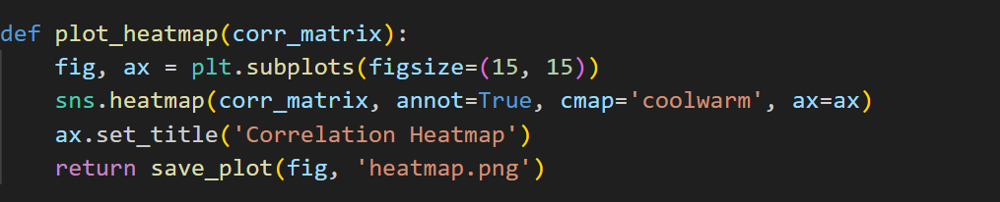 def plot_heatmap(corr_matrix):
    fig, ax = plt.subplots(figsize=(15, 15))
    sns.heatmap(corr_matrix, annot=True, cmap='coolwarm', ax=ax)
    ax.set_title('Correlation Heatmap')
    return save_plot(fig, 'heatmap.png')